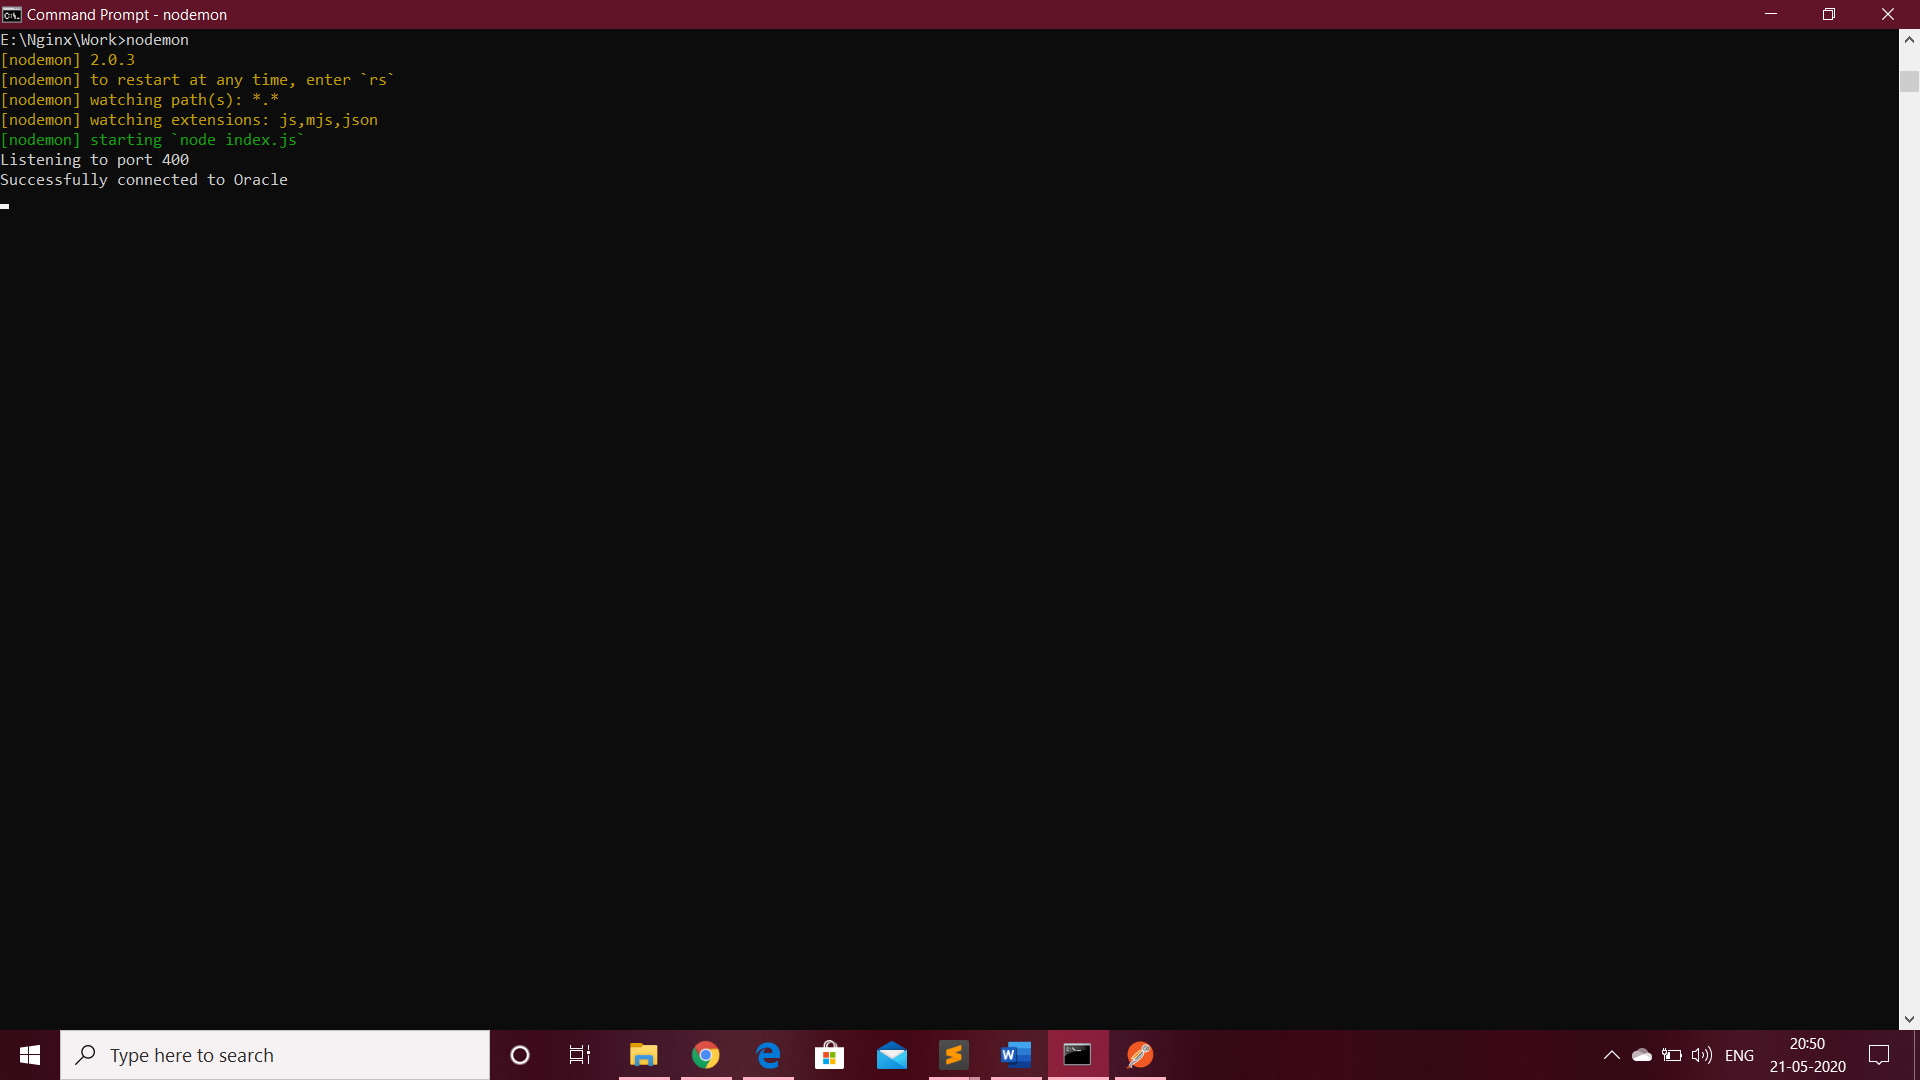 Command Prompt - nodemon
E:\Nginx\Work>nodemon
[nodemon] 2.0.3
[nodemon] to restart at any time, enter `rs`
[nodemon] watching path(s): *.*
[nodemon] watching extensions: js,mjs,json
[nodemon] starting `node index.js`
Listening to port 400
Successfully connected to Oracle
Type here to search
ENG
20:50
21-05-2020